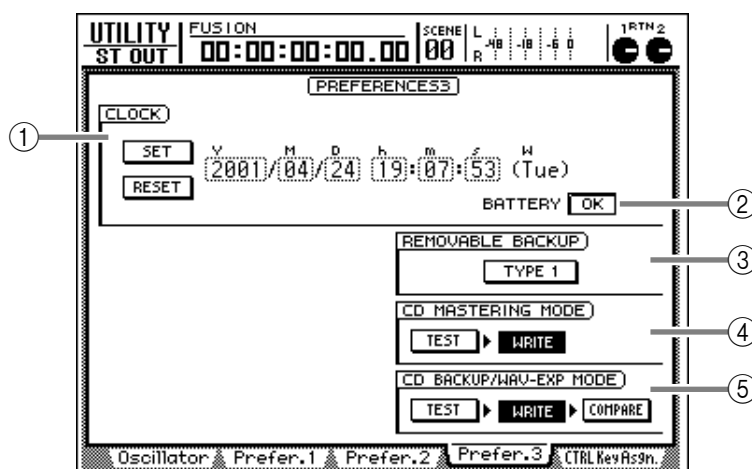 UTILITY FUSION SCENE L 1 RTN 2
ST OUT 00:00:00:00.00 00 R -48 -18 -6 0
PREFERENCES3
CLOCK
1
SET Y M D h m s W
2001/04/24 19:07:53 (Tue)
RESET
BATTERY OK
2
REMOVABLE BACKUP
TYPE 1
3
CD MASTERING MODE
TEST WRITE
4
CD BACKUP/WAV-EXP MODE
TEST WRITE COMPARE
5
Oscillator Prefer.1 Prefer.2 Prefer.3 CTRL Key Asgn.